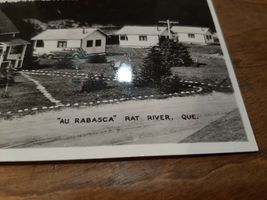 "AU RABASCA" RAT RIVER, QUE.